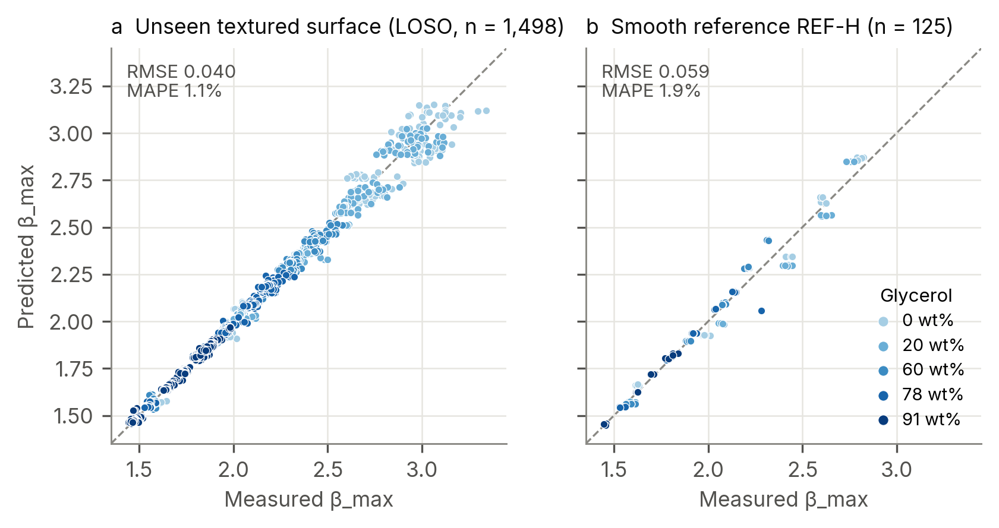 a Unseen textured surface (LOSO, n = 1,498)
b Smooth reference REF-H (n = 125)
RMSE 0.040
MAPE 1.1%
RMSE 0.059
MAPE 1.9%
Predicted β_max
3.25
3.00
2.75
2.50
2.25
2.00
1.75
1.50
Glycerol
0 wt%
20 wt%
60 wt%
78 wt%
91 wt%
1.5 2.0 2.5 3.0
1.5 2.0 2.5 3.0
Measured β_max
Measured β_max